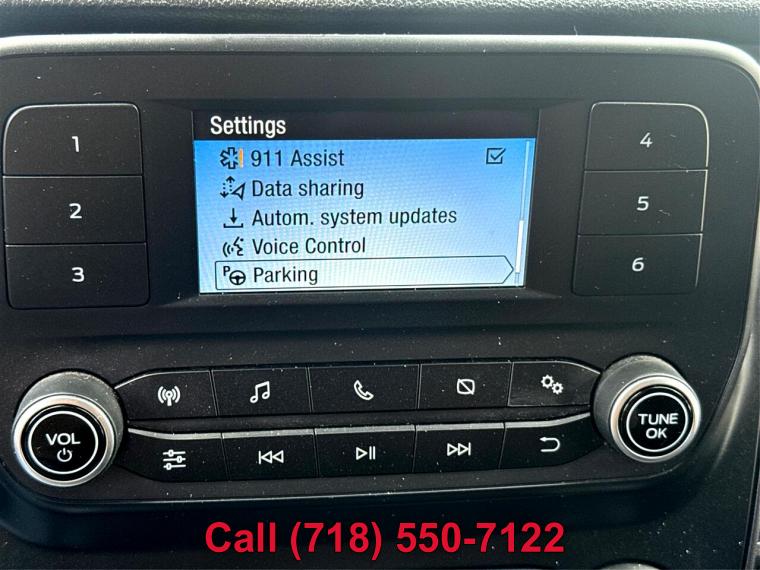 Settings
911 Assist
Data sharing
Autom. system updates
Voice Control
P Parking
1
2
3
4
5
6
VOL
TUNE
OK
Call (718) 550-7122